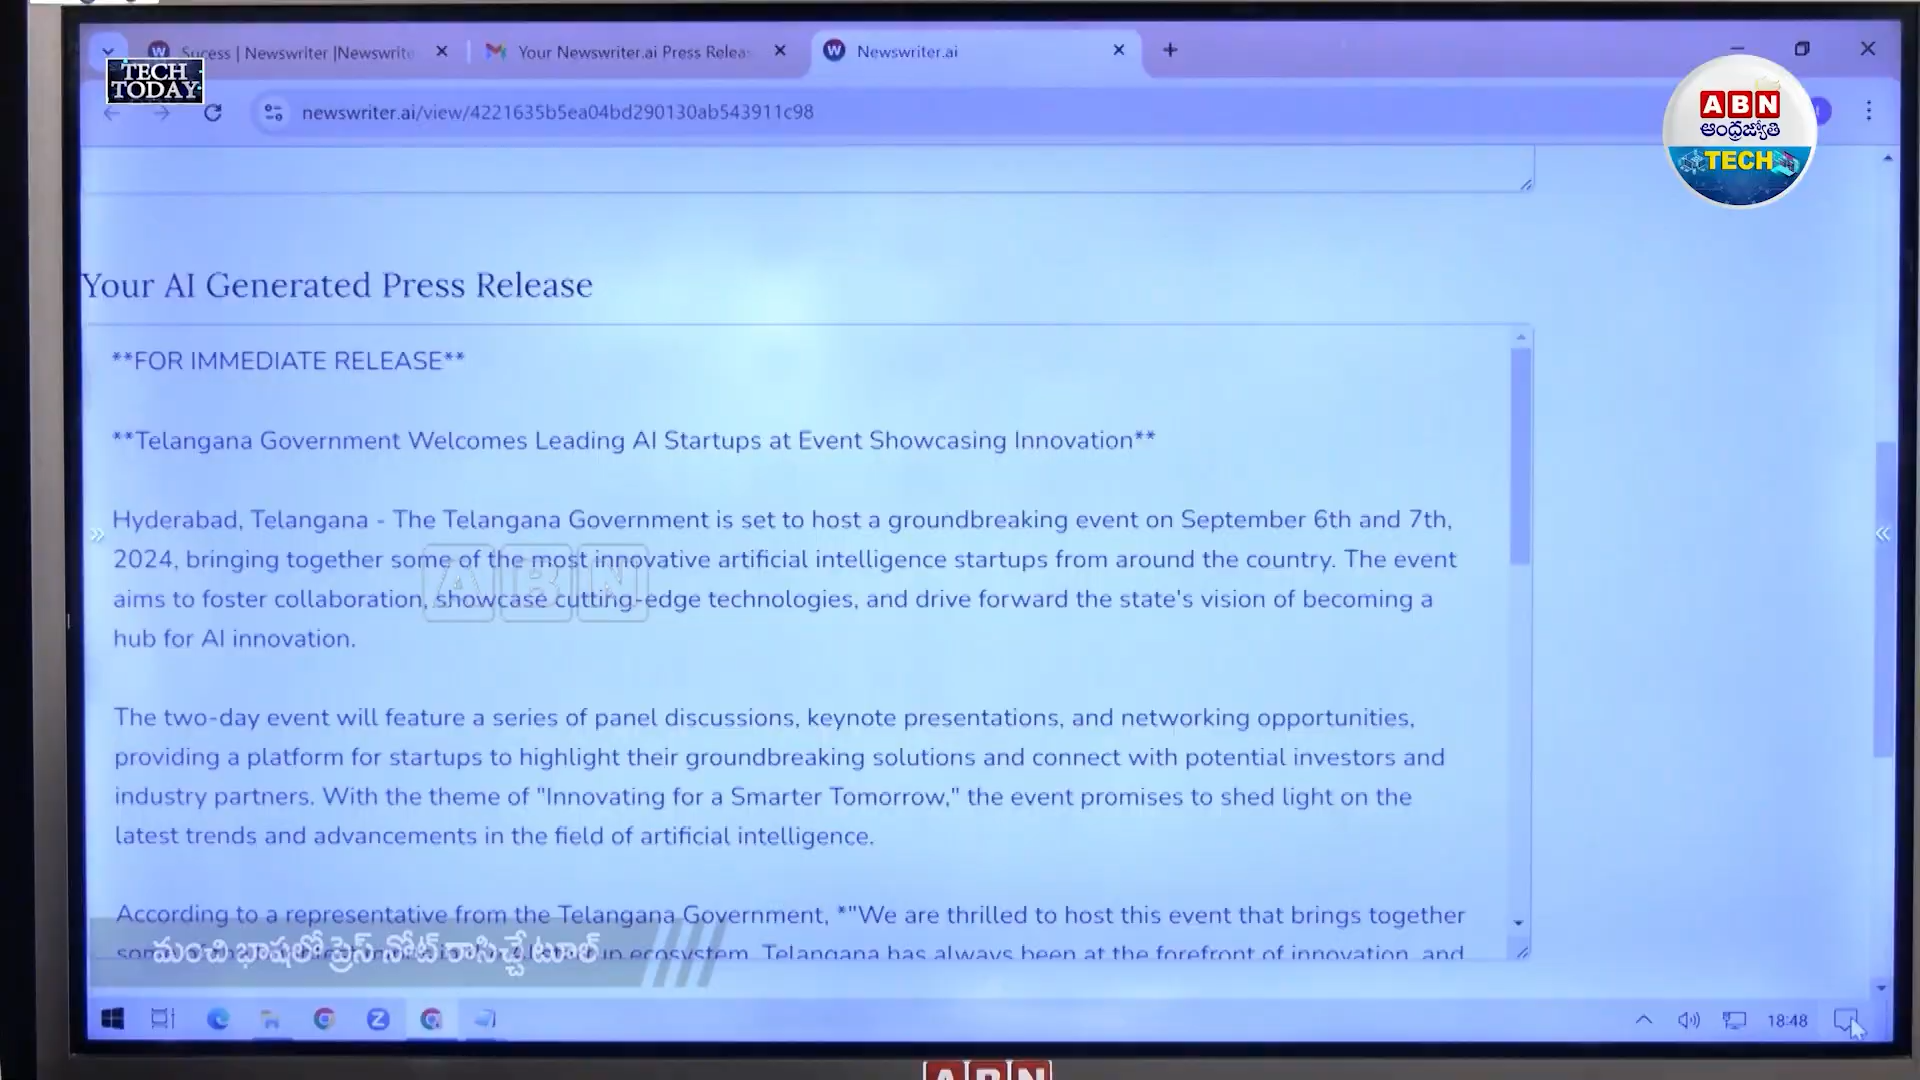 Sucess | Newswriter |Newswrite
Your Newswriter.ai Press Relea
Newswriter.ai
TECH
TODAY
newswriter.ai/view/4221635b5ea04bd290130ab543911c98
ABN
ఆంధ్రజ్యోతి
TECH
Your AI Generated Press Release
**FOR IMMEDIATE RELEASE**
**Telangana Government Welcomes Leading AI Startups at Event Showcasing Innovation**
Hyderabad, Telangana - The Telangana Government is set to host a groundbreaking event on September 6th and 7th,
2024, bringing together some of the most innovative artificial intelligence startups from around the country. The event
aims to foster collaboration, showcase cutting-edge technologies, and drive forward the state's vision of becoming a
hub for AI innovation.
ABN
The two-day event will feature a series of panel discussions, keynote presentations, and networking opportunities,
providing a platform for startups to highlight their groundbreaking solutions and connect with potential investors and
industry partners. With the theme of "Innovating for a Smarter Tomorrow," the event promises to shed light on the
latest trends and advancements in the field of artificial intelligence.
According to a representative from the Telangana Government, *"We are thrilled to host this event that brings together
ecosystem. Telangana has always been at the forefront of innovation, and
మంచి భాషలో ప్రెస్ నోట్ రాసిచ్చే టూల్
18:48
ABN